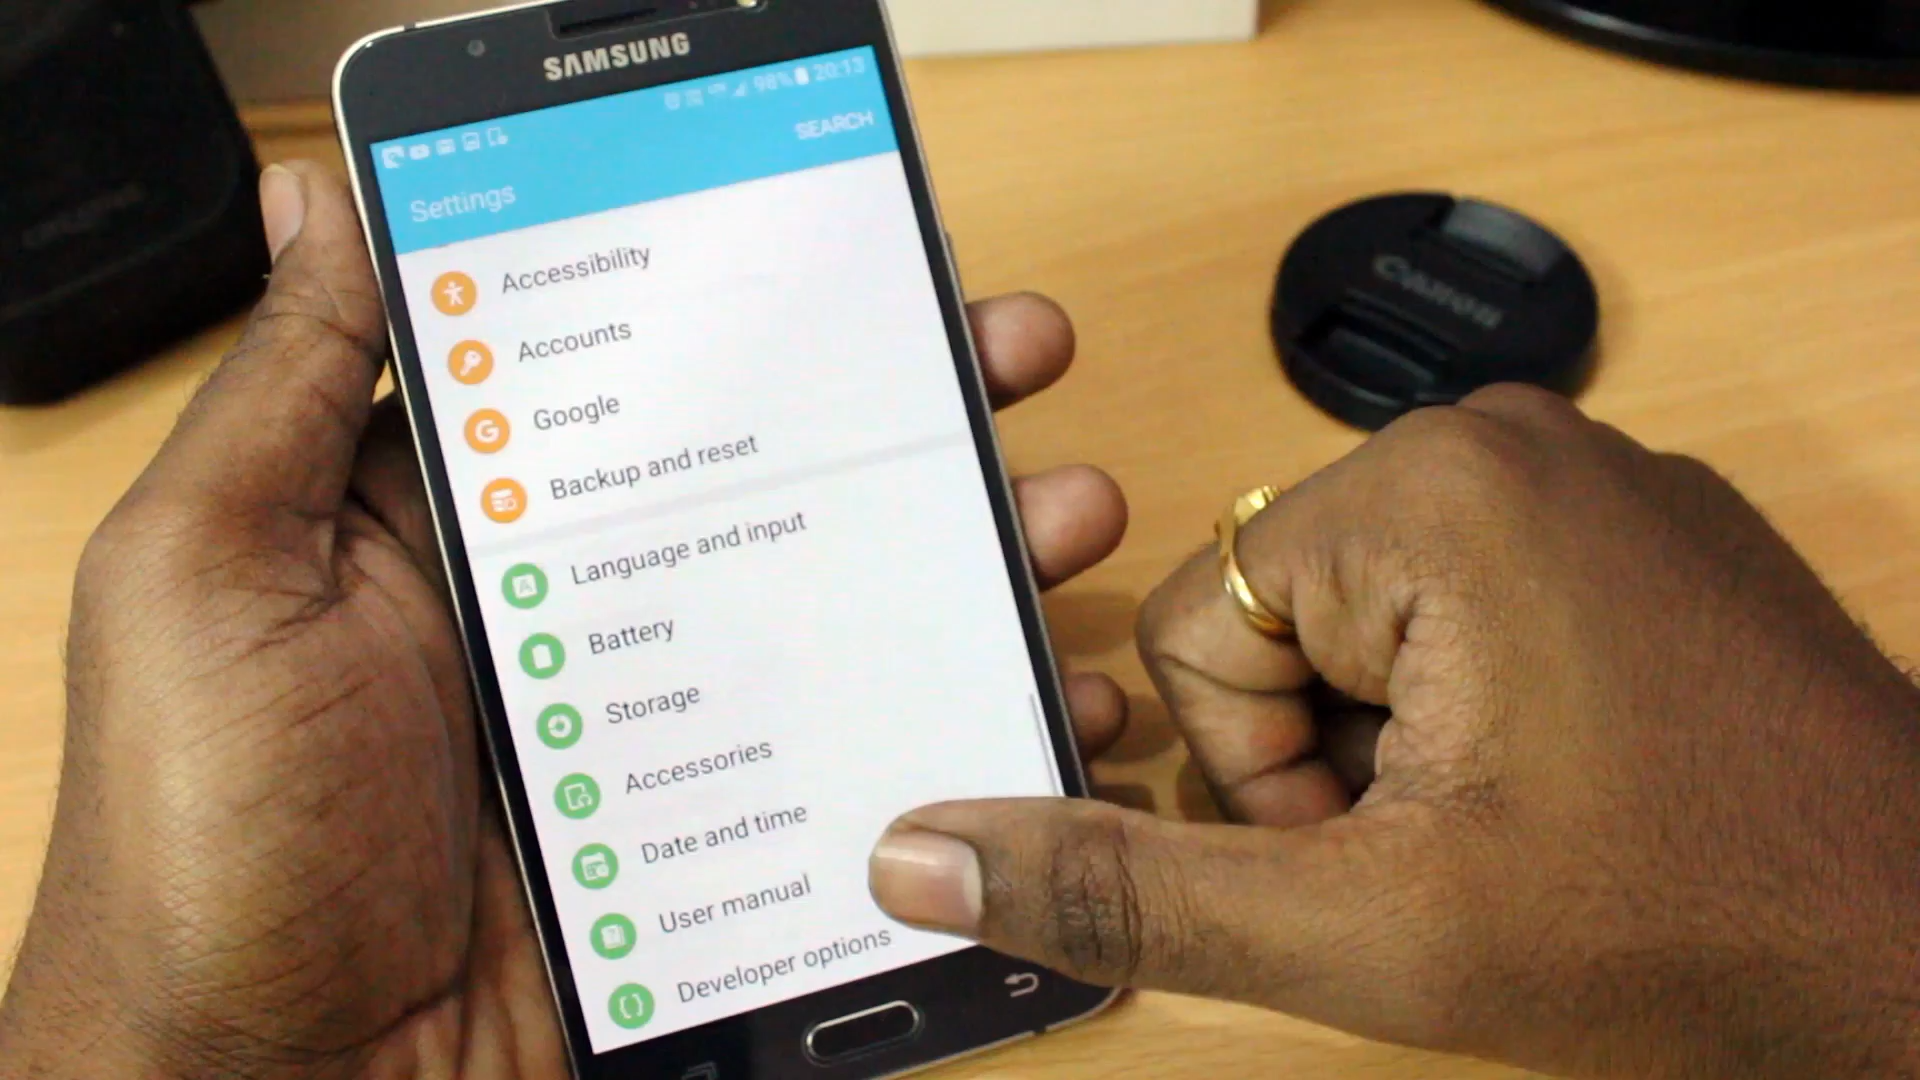 SAMSUNG
98% 20:13
SEARCH
Settings
Accessibility
Accounts
Google
Backup and reset
Language and input
Battery
Storage
Accessories
Date and time
User manual
Developer options
Canon